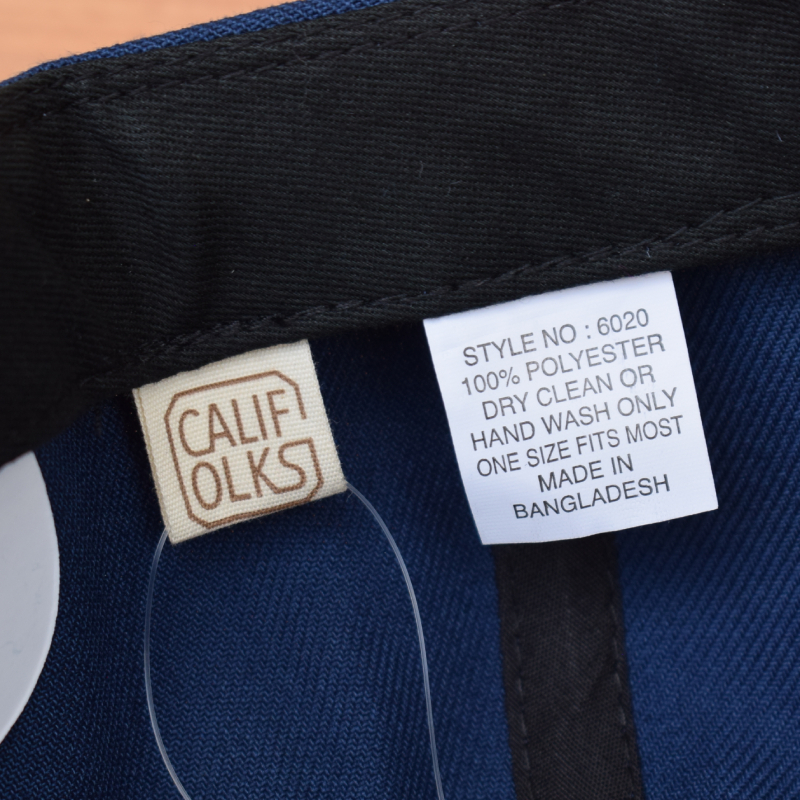 CALIF
OLKS
STYLE NO : 6020
100% POLYESTER
DRY CLEAN OR
HAND WASH ONLY
ONE SIZE FITS MOST
MADE IN
BANGLADESH